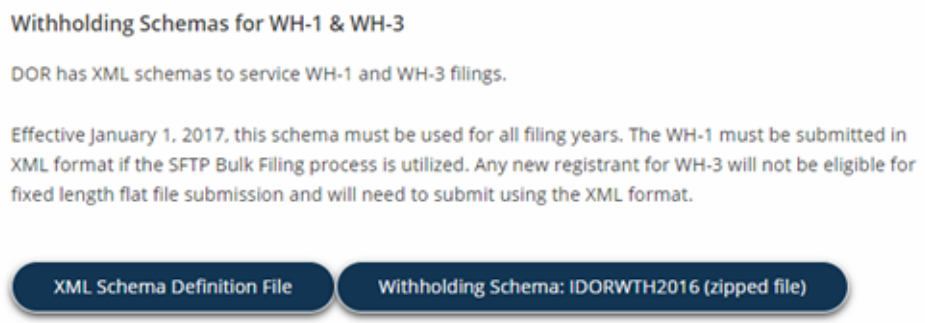 Withholding Schemas for WH-1 & WH-3
DOR has XML schemas to service WH-1 and WH-3 filings.
Effective January 1, 2017, this schema must be used for all filing years. The WH-1 must be submitted in
XML format if the SFTP Bulk Filing process is utilized. Any new registrant for WH-3 will not be eligible for
fixed length flat file submission and will need to submit using the XML format.
XML Schema Definition File
Withholding Schema: IDORWTH2016 (zipped file)